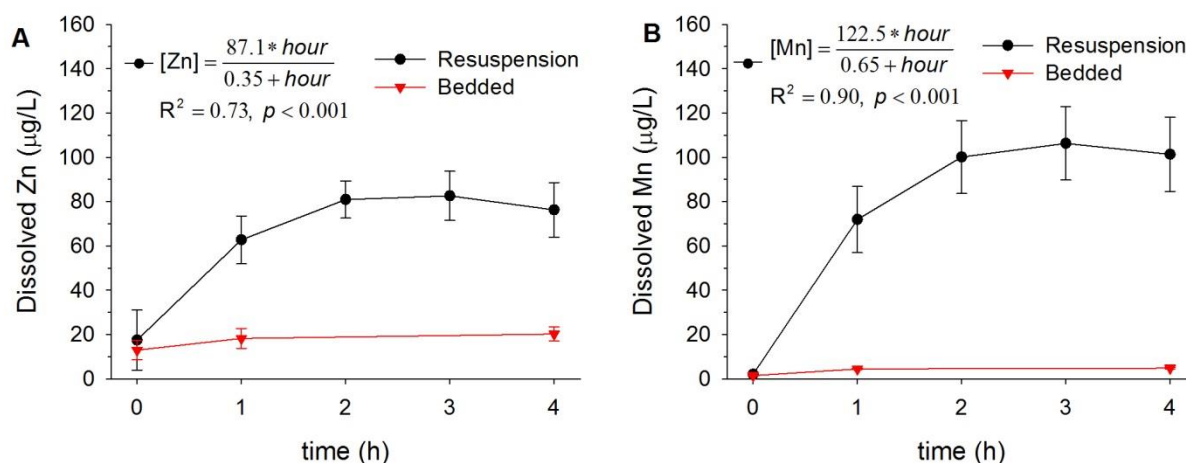 A
[Zn] = 87.1* hour / 0.35 + hour
R² = 0.73, p < 0.001
Resuspension
Bedded
Dissolved Zn (µg/L)
160
140
120
100
80
60
40
20
0
0 1 2 3 4
time (h)
B
[Mn] = 122.5 * hour / 0.65 + hour
R² = 0.90, p < 0.001
Resuspension
Bedded
Dissolved Mn (µg/L)
160
140
120
100
80
60
40
20
0
0 1 2 3 4
time (h)